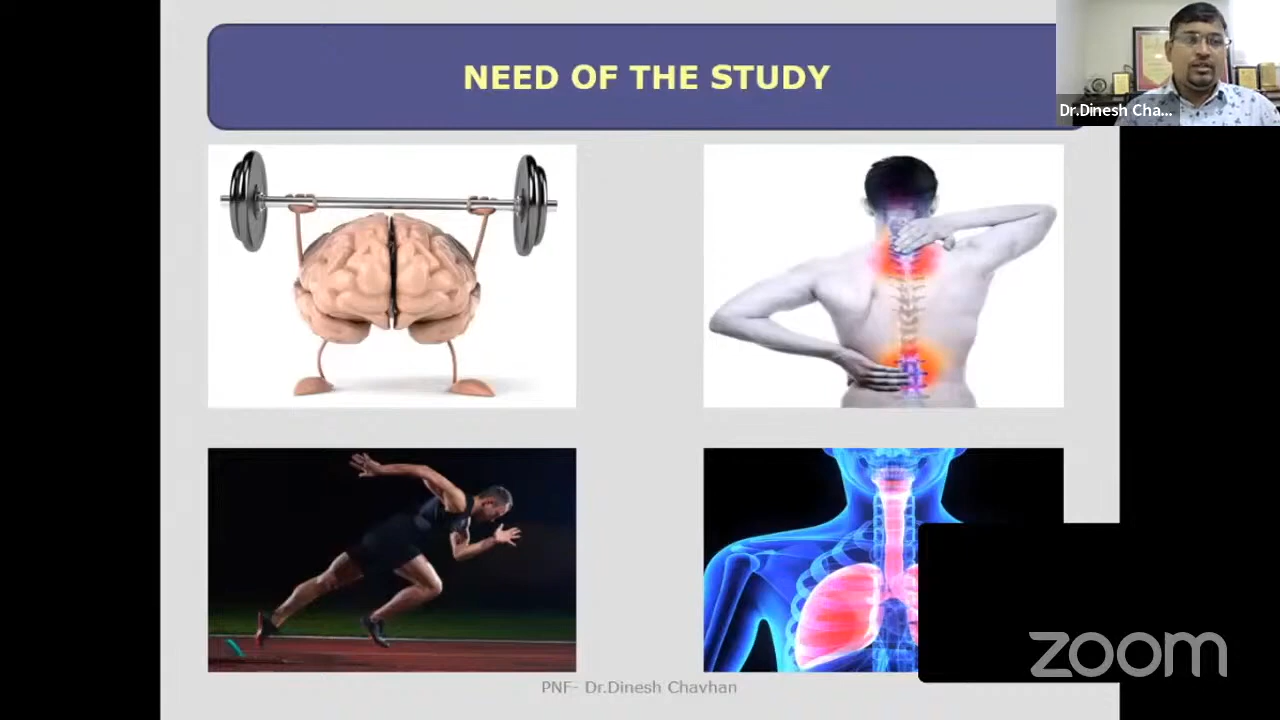 NEED OF THE STUDY
Dr.Dinesh Cha...
PNF- Dr.Dinesh Chavhan
zoom